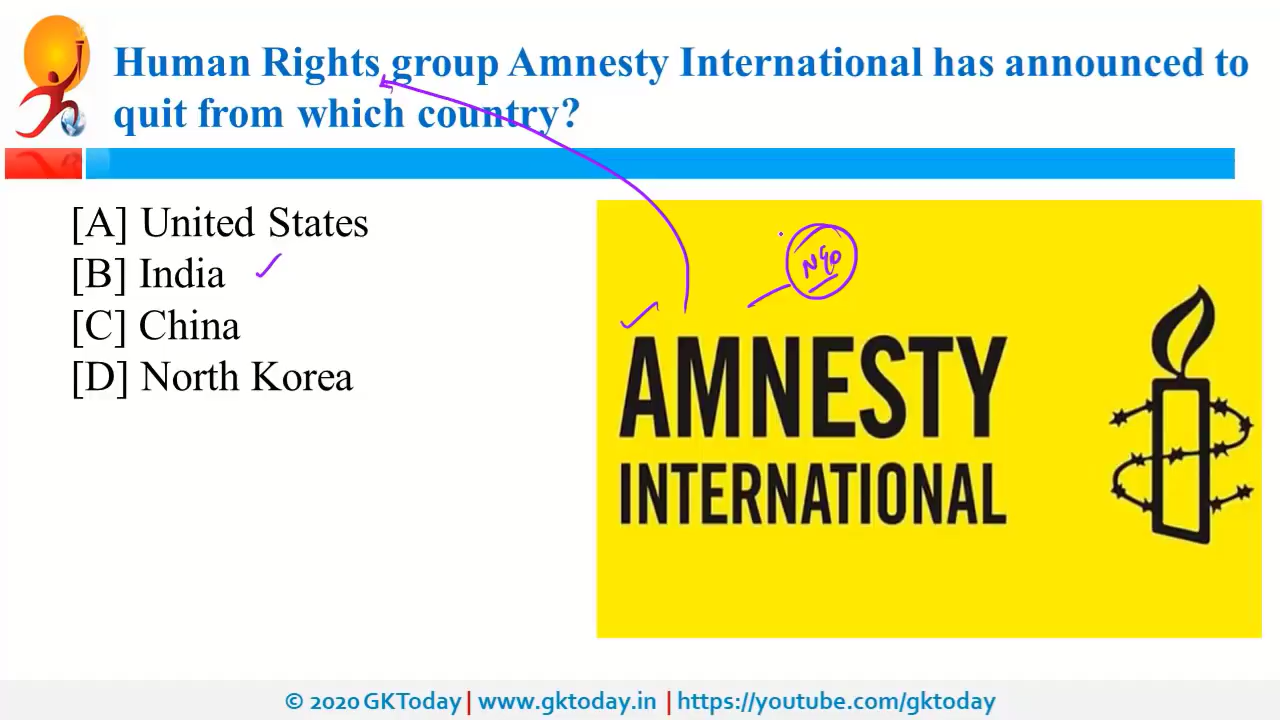 Human Rights group Amnesty International has announced to
quit from which country?
[A] United States
[B] India
[C] China
[D] North Korea
NGO
AMNESTY
INTERNATIONAL
© 2020 GKToday | www.gktoday.in | https://youtube.com/gktoday